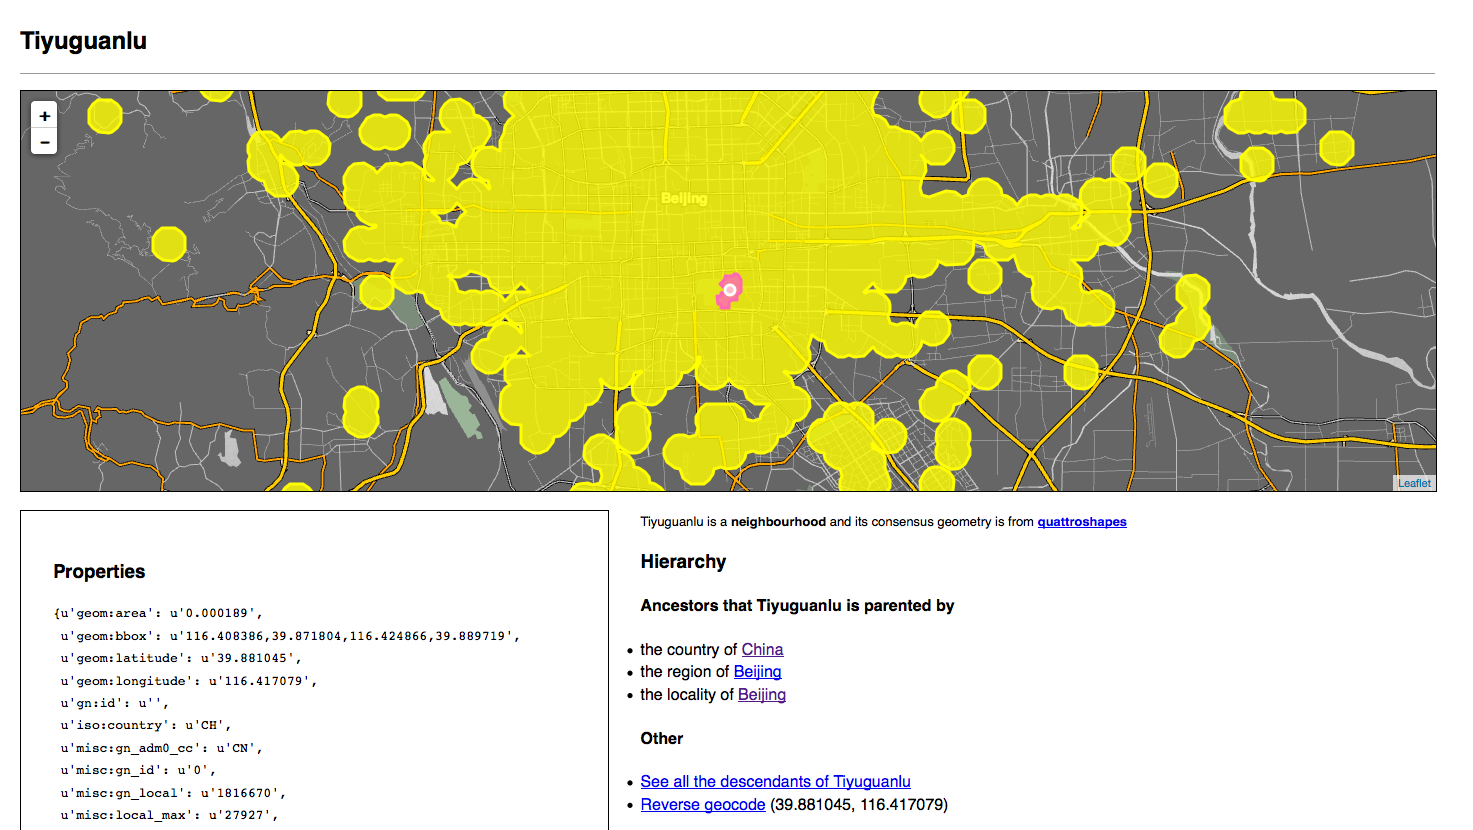 Tiyuguanlu
+
-
Beijing
Leaflet
Properties
{u'geom:area': u'0.000189',
u'geom:bbox': u'116.408386,39.871804,116.424866,39.889719',
u'geom:latitude': u'39.881045',
u'geom:longitude': u'116.417079',
u'gn:id': u'',
u'iso:country': u'CH',
u'misc:gn_adm0_cc': u'CN',
u'misc:gn_id': u'0',
u'misc:gn_local': u'1816670',
u'misc:local_max': u'27927',
Tiyuguanlu is a neighbourhood and its consensus geometry is from quattroshapes
Hierarchy
Ancestors that Tiyuguanlu is parented by
• the country of China
• the region of Beijing
• the locality of Beijing
Other
• See all the descendants of Tiyuguanlu
• Reverse geocode (39.881045, 116.417079)